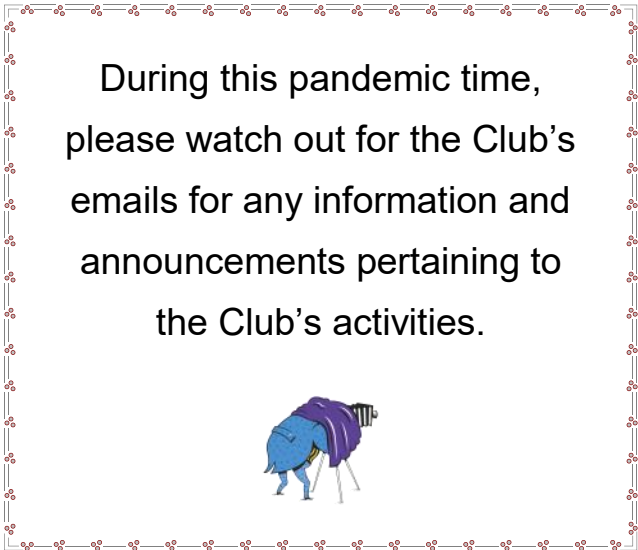 During this pandemic time,
please watch out for the Club’s
emails for any information and
announcements pertaining to
the Club’s activities.